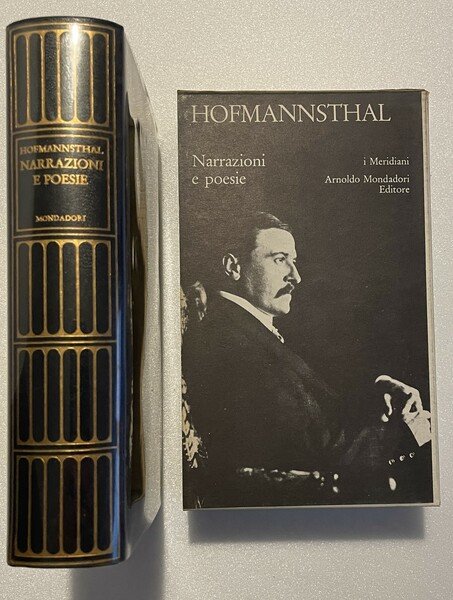 HOFMANNSTHAL
NARRAZIONI
E POESIE
MONDADORI
HOFMANNSTHAL
Narrazioni
e poesie
i Meridiani
Arnoldo Mondadori
Editore